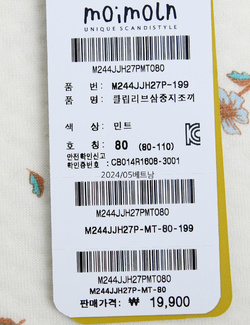 moimoln
UNIQUE SCANDISTYLE
M244JJH27PMT080
품 번: M244JJH27P-199
품 명: 클립리브삼중지조끼
색 상: 민트
호 칭: 80 (80-110)
안전확인신고
확인증번호 : CB014R1608-3001
2024/05베트남
M244JJH27PMT080
M244JJH27P-MT-80-199
M244JJH27PMT080
M244JJH27P-MT-80
판매가격: ₩ 19,900